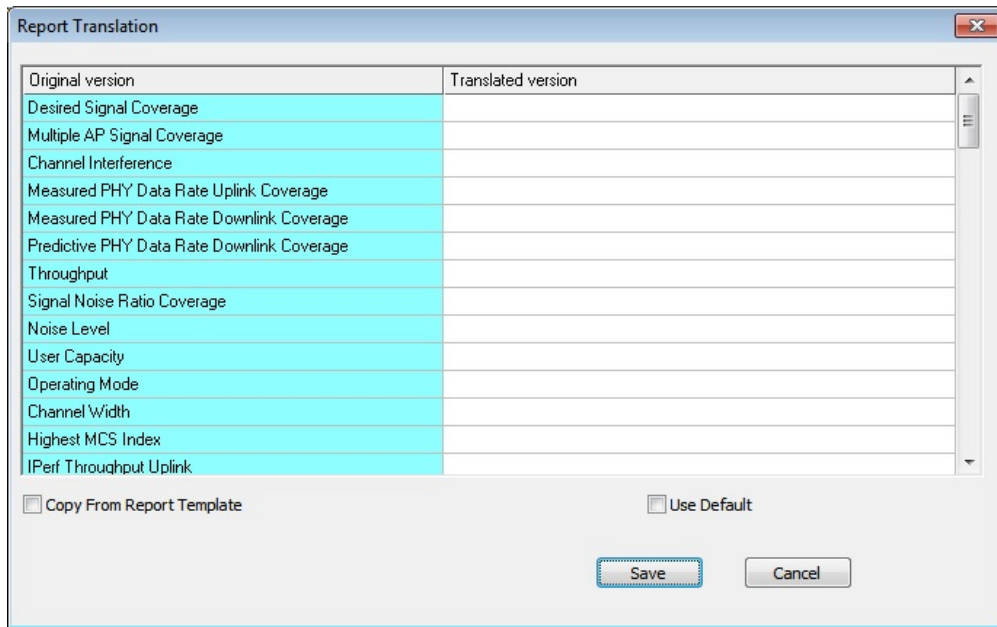 Report Translation
Original version Translated version
Desired Signal Coverage
Multiple AP Signal Coverage
Channel Interference
Measured PHY Data Rate Uplink Coverage
Measured PHY Data Rate Downlink Coverage
Predictive PHY Data Rate Downlink Coverage
Throughput
Signal Noise Ratio Coverage
Noise Level
User Capacity
Operating Mode
Channel Width
Highest MCS Index
IPerf Throughput Uplink
Copy From Report Template Use Default
Save Cancel